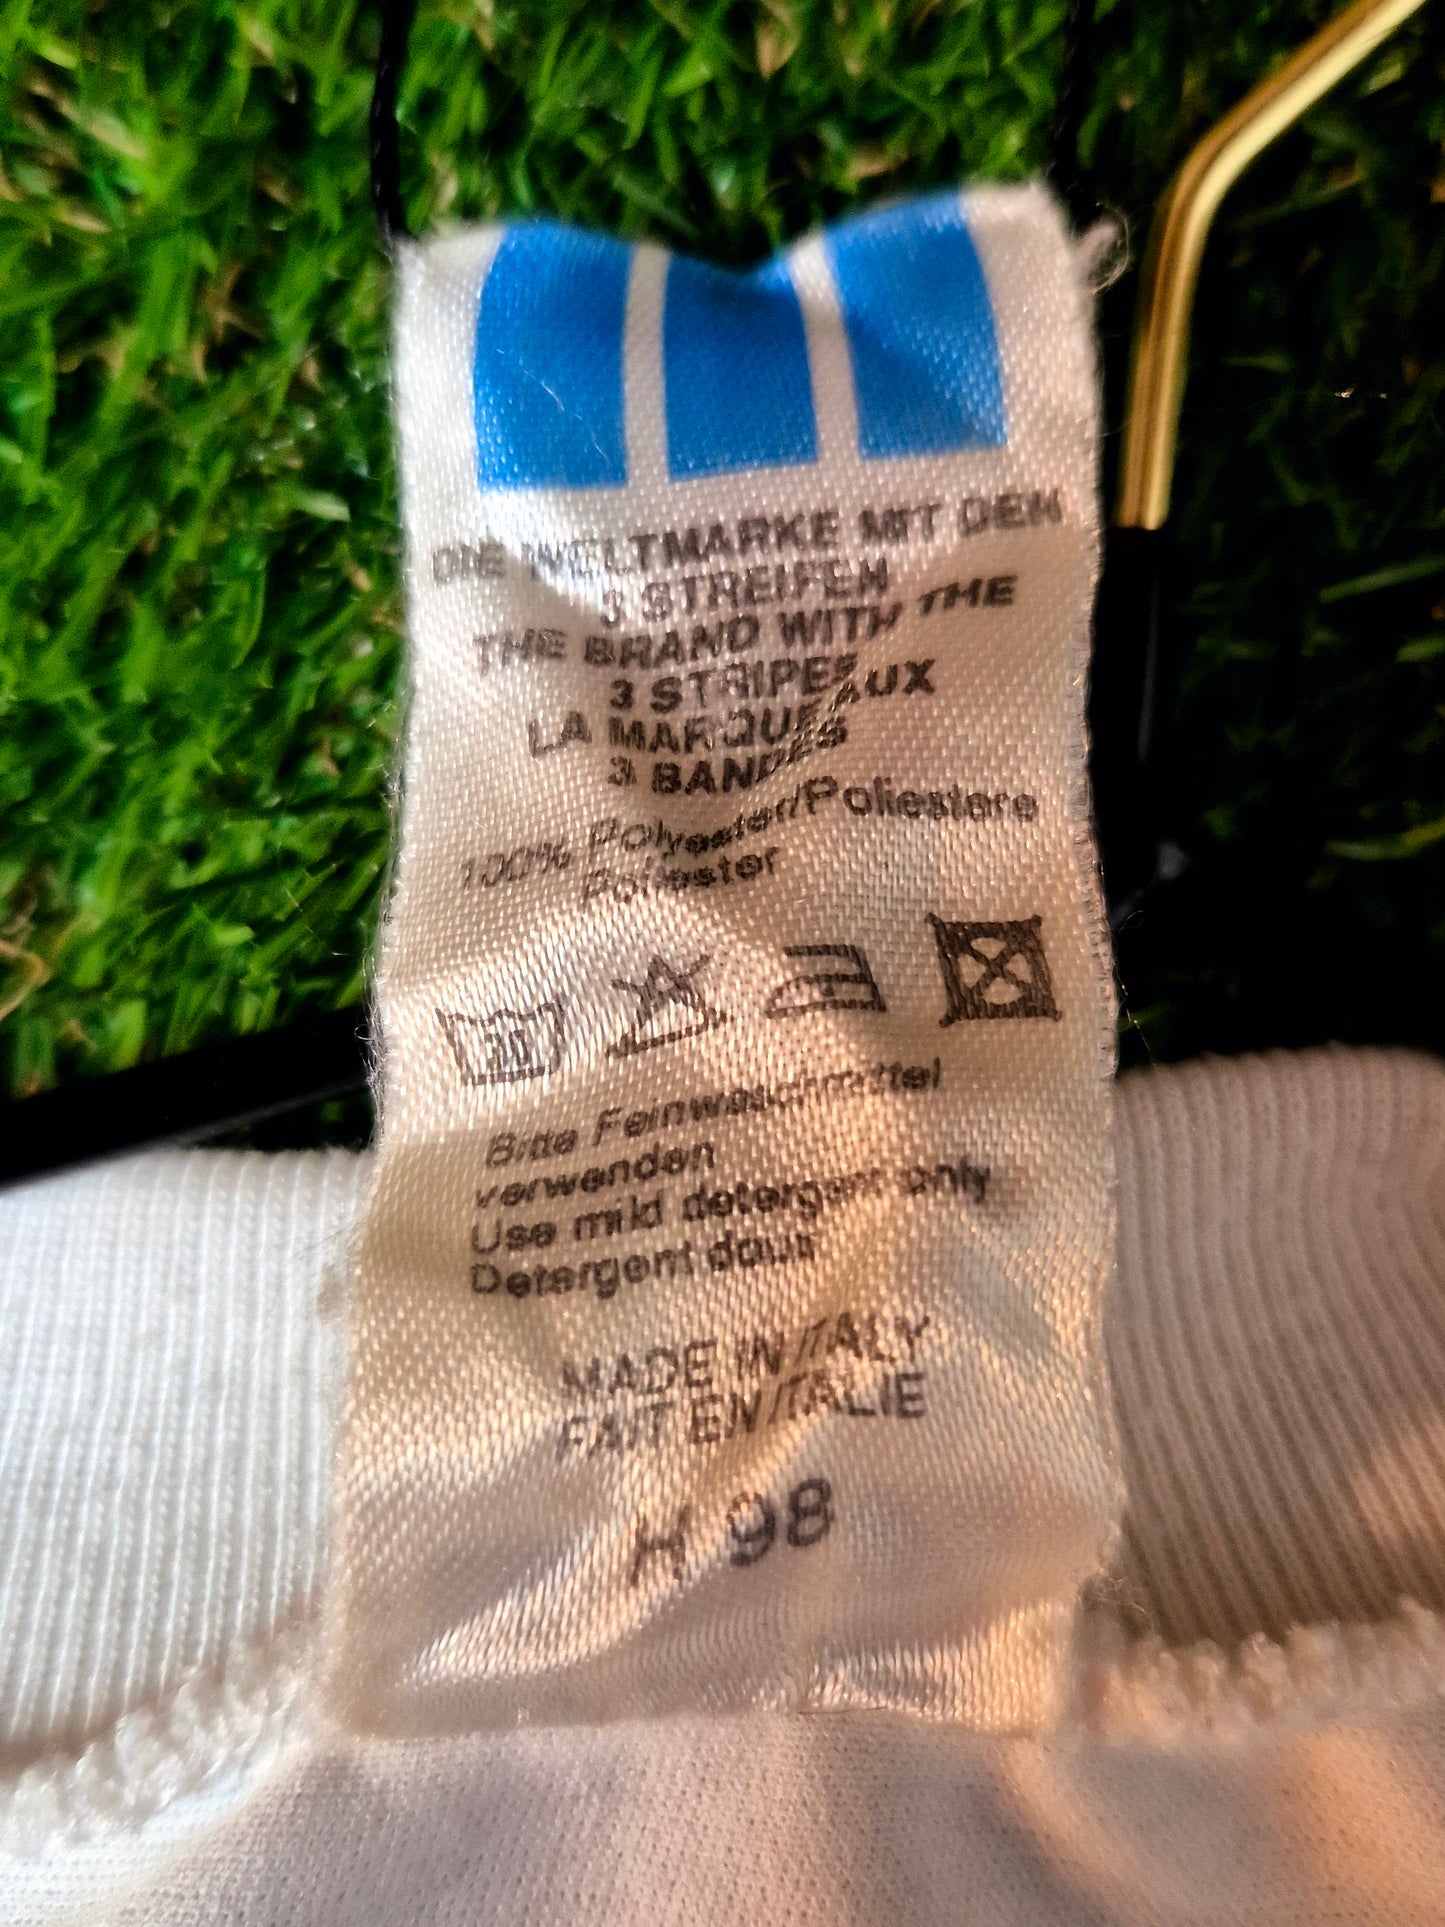 DIE WELTMARKE MIT DEN
3 STREIFEN
THE BRAND WITH THE
3 STRIPES
LA MARQUE AUX
3 BANDES
100% Polyester/Poliestere
Poliester
30
Bitte Feinwaschmittel
verwenden
Use mild detergent only
Detergent doux
MADE IN ITALY
FAIT EN ITALIE
H 98